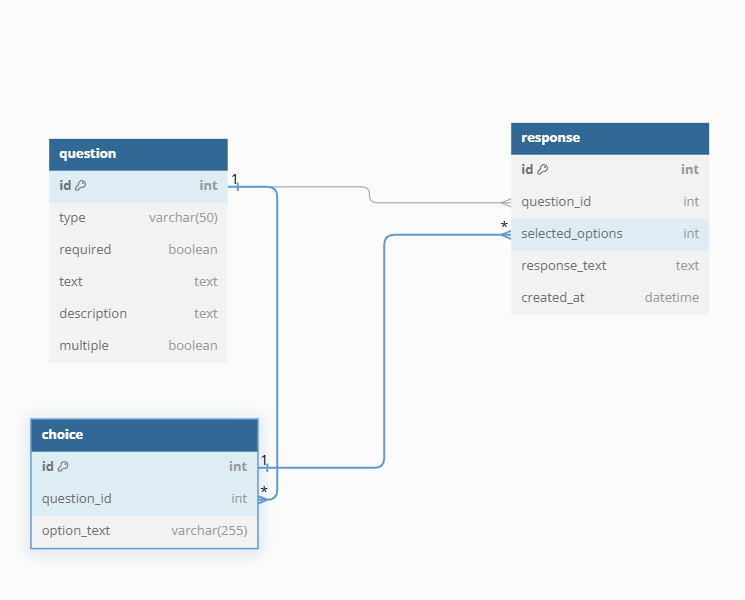 question
id int
type varchar(50)
required boolean
text text
description text
multiple boolean
1
response
id int
question_id int
* selected_options int
response_text text
created_at datetime
choice
id int
1
question_id int
*
option_text varchar(255)